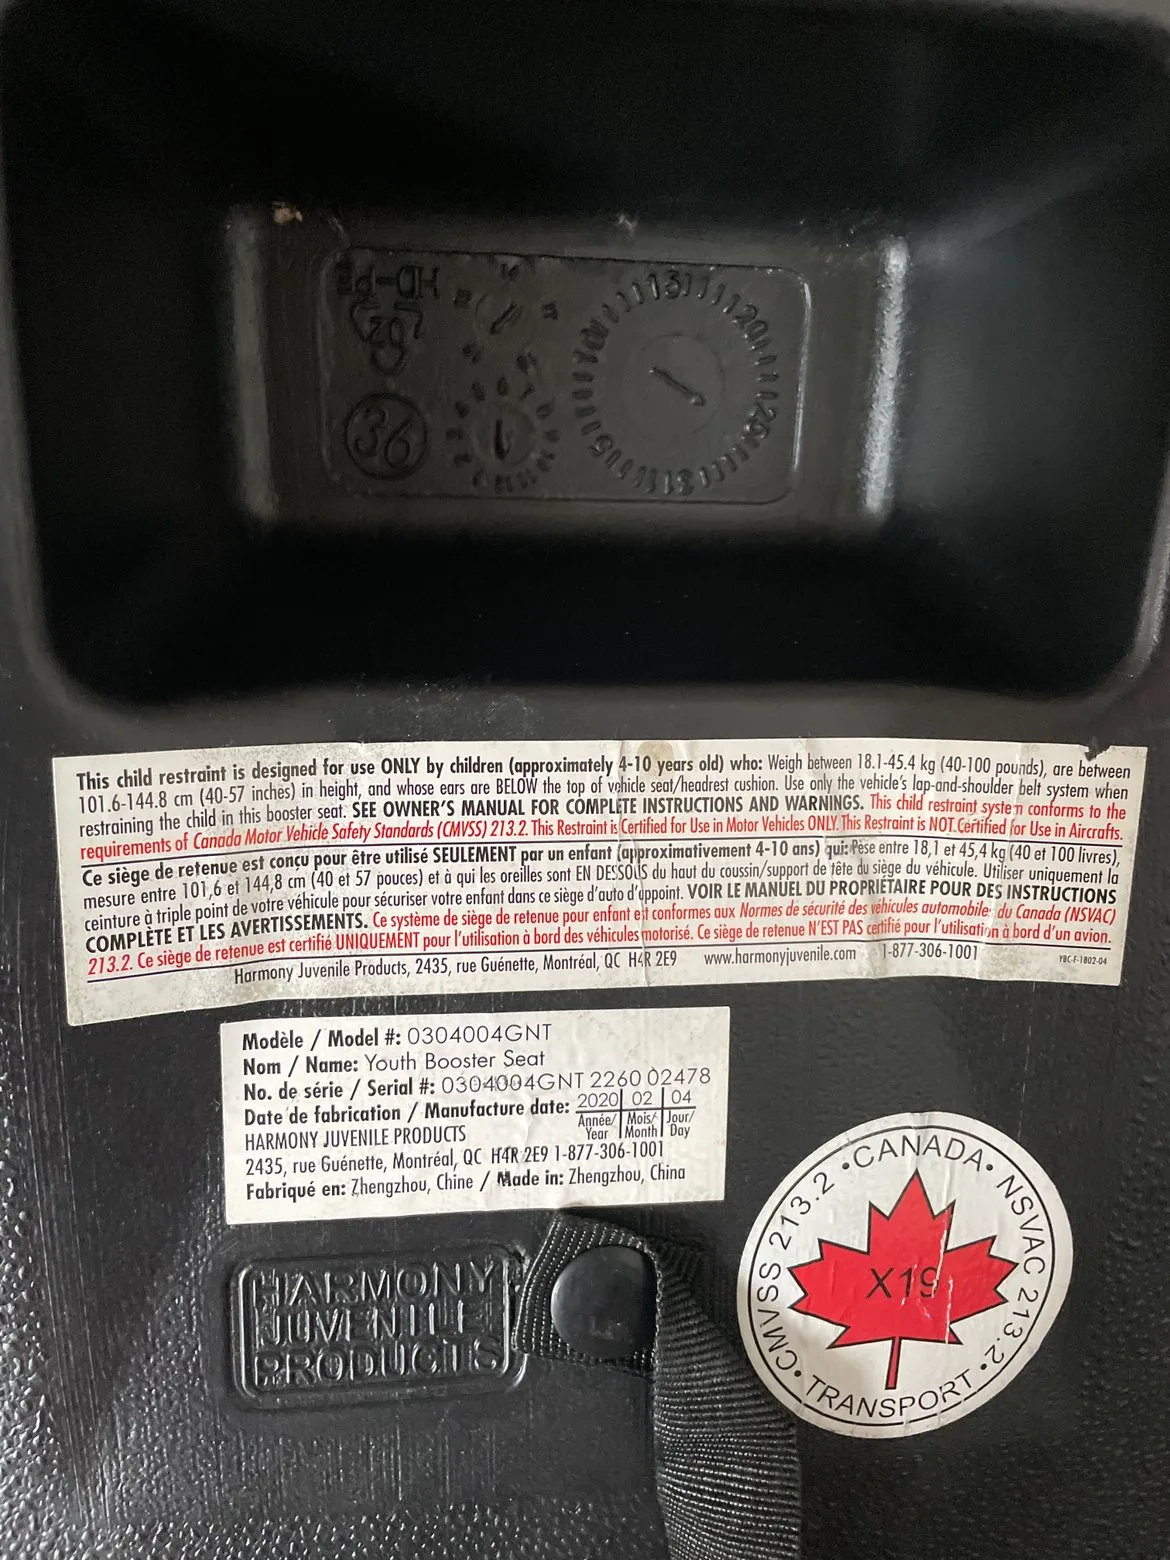 HD-PE
36
5
10
15
20
25
31
This child restraint is designed for use ONLY by children (approximately 4-10 years old) who: Weigh between 18.1-45.4 kg (40-100 pounds), are between
101.6-144.8 cm (40-57 inches) in height, and whose ears are BELOW the top of vehicle seat/headrest cushion. Use only the vehicle's lap-and-shoulder belt system when
restraining the child in this booster seat. SEE OWNER'S MANUAL FOR COMPLETE INSTRUCTIONS AND WARNINGS. This child restraint system conforms to the
requirements of Canada Motor Vehicle Safety Standards (CMVSS) 213.2. This Restraint is Certified for Use in Motor Vehicles ONLY. This Restraint is NOT Certified for Use in Aircrafts.
Ce siège de retenue est conçu pour être utilisé SEULEMENT par un enfant (approximativement 4-10 ans) qui: Pèse entre 18,1 et 45,4 kg (40 et 100 livres),
mesure entre 101,6 et 144,8 cm (40 et 57 pouces) et à qui les oreilles sont EN DESSOUS du haut du coussin/support de tête du siège du véhicule. Utiliser uniquement la
ceinture à triple point de votre véhicule pour sécuriser votre enfant dans ce siège d'auto d'appoint. VOIR LE MANUEL DU PROPRIÉTAIRE POUR DES INSTRUCTIONS
COMPLÈTE ET LES AVERTISSEMENTS. Ce système de siège de retenue pour enfant est conformes aux Normes de sécurité des véhicules automobiles du Canada (NSVAC)
213.2. Ce siège de retenue est certifié UNIQUEMENT pour l'utilisation à bord des véhicules motorisé. Ce siège de retenue N'EST PAS certifié pour l'utilisation à bord d'un avion.
Harmony Juvenile Products, 2435, rue Guénette, Montréal, QC H4R 2E9 www.harmonyjuvenile.com 1-877-306-1001 YBC-F-1802-04
Modèle / Model #: 0304004GNT
Nom / Name: Youth Booster Seat
No. de série / Serial #: 0304004GNT 2260 02478
Date de fabrication / Manufacture date: 2020 02 04
Année/ Mois/ Jour/
Year Month Day
HARMONY JUVENILE PRODUCTS
2435, rue Guénette, Montréal, QC H4R 2E9 1-877-306-1001
Fabriqué en: Zhengzhou, Chine / Made in: Zhengzhou, China
HARMONY
JUVENILE
PRODUCTS
•CANADA• NSVAC 213.2 •TRANSPORT• CMVSS 213.2
X19